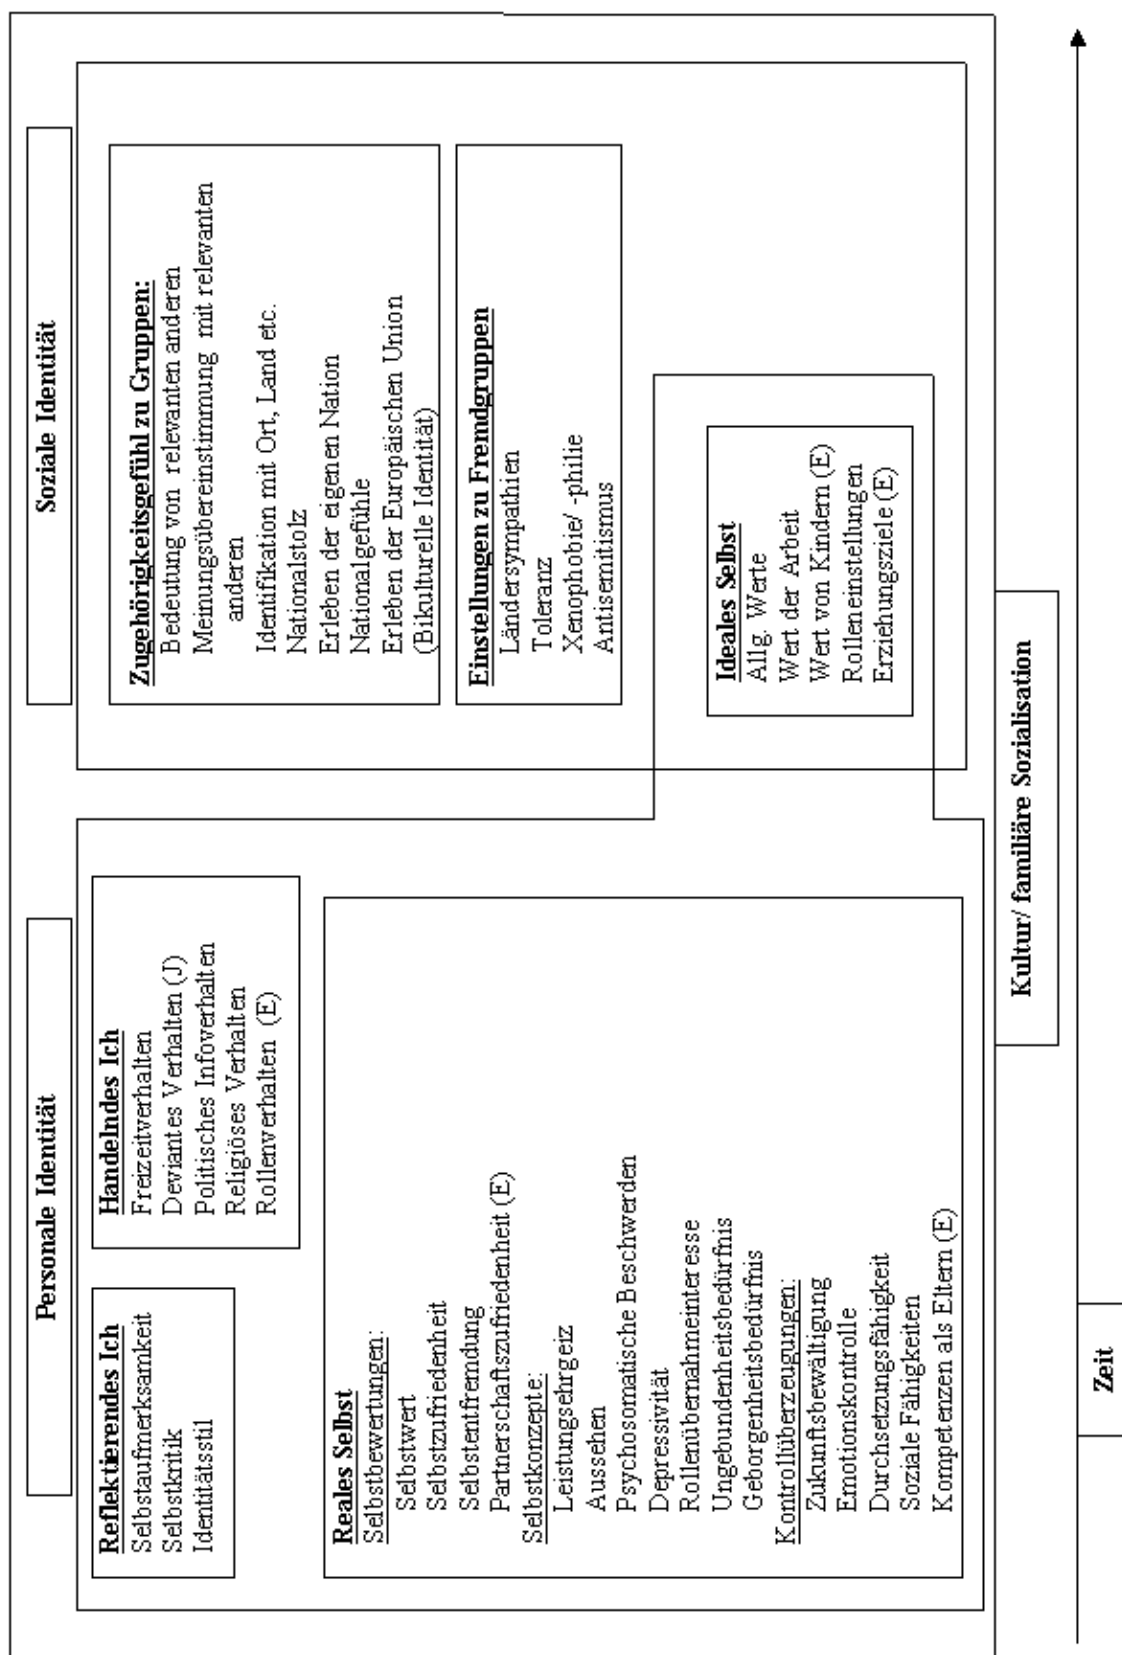 Personale Identität
Soziale Identität
Reflektierendes Ich
Selbstaufmerksamkeit
Selbstkritik
Identitätsstil
Handelndes Ich
Freizeitverhalten
Deviantes Verhalten (J)
Politisches Infoverhalten
Religiöses Verhalten
Rollenverhalten (E)
Reales Selbst
Selbstbewertungen:
Selbstwert
Selbstzufriedenheit
Selbstentfremdung
Partnerschaftszufriedenheit (E)
Selbstkonzepte:
Leistungsehrgeiz
Aussehen
Psychosomatische Beschwerden
Depressivität
Rollenübernahmeinteresse
Ungebundenheitsbedürfnis
Geborgenheitsbedürfnis
Kontrollüberzeugungen:
Zukunftsbewältigung
Emotionskontrolle
Durchsetzungsfähigkeit
Soziale Fähigkeiten
Kompetenzen als Eltern (E)
Zugehörigkeitsgefühl zu Gruppen:
Bedeutung von relevanten anderen
Meinungsübereinstimmung mit relevanten
anderen
Identifikation mit Ort, Land etc.
Nationalstolz
Erleben der eigenen Nation
Nationalgefühle
Erleben der Europäischen Union
(Bikulturelle Identität)
Einstellungen zu Fremdgruppen
Ländersympathien
Toleranz
Xenophobie/ -philie
Antisemitismus
Ideales Selbst
Allg. Werte
Wert der Arbeit
Wert von Kindern (E)
Rolleneinstellungen
Erziehungsziele (E)
Kultur/ familiäre Sozialisation
Zeit